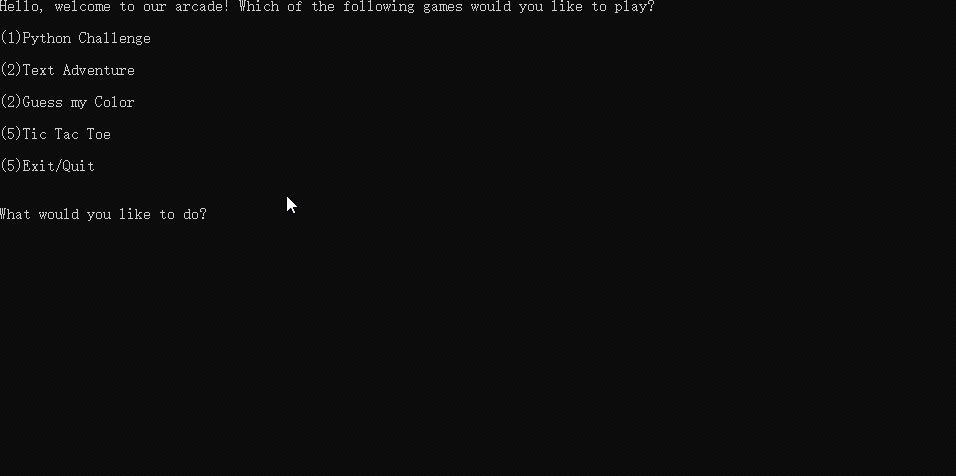 Hello, welcome to our arcade! Which of the following games would you like to play?
(1)Python Challenge
(2)Text Adventure
(2)Guess my Color
(5)Tic Tac Toe
(5)Exit/Quit
What would you like to do?